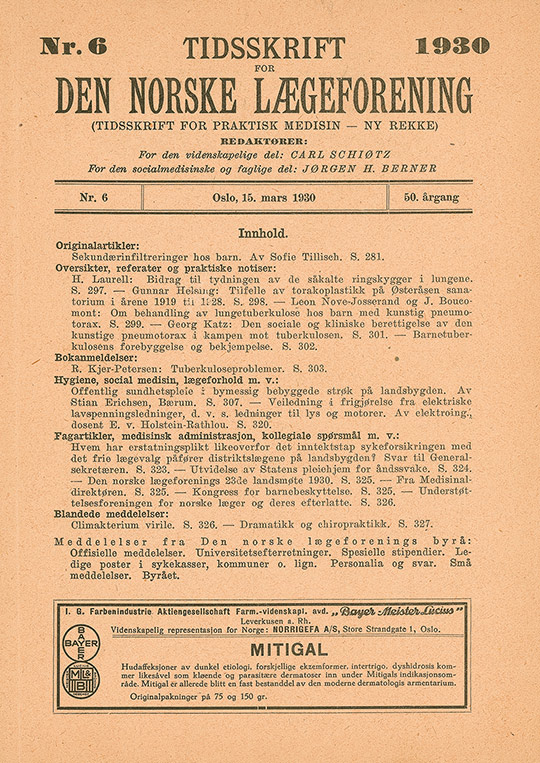 Nr. 6 TIDSSKRIFT 1930
FOR
DEN NORSKE LÆGEFORENING
(TIDSSKRIFT FOR PRAKTISK MEDISIN — NY REKKE)
REDAKTØRER:
For den videnskapelige del: CARL SCHIØTZ
For den socialmedisinske og faglige del: JØRGEN H. BERNER
Nr. 6 Oslo, 15. mars 1930 50. årgang
Innhold.
Originalartikler:
Sekundærinfiltreringer hos barn. Av Sofie Tillisch. S. 281.
Oversikter, referater og praktiske notiser:
H. Laurell: Bidrag til tydningen av de såkalte ringskygger i lungene.
S. 297. — Gunnar Helsing: Tilfelle av torakoplastikk på Østeråsen sana-
torium i årene 1919 til 1928. S. 298. — Leon Nove-Josserand og J. Bouco-
mont: Om behandling av lungetuberkulose hos barn med kunstig pneumo-
torax. S. 299. — Georg Katz: Den sociale og kliniske berettigelse av den
kunstige pneumotorax i kampen mot tuberkulosen. S. 301. — Barnetuber-
kulosens forebyggelse og bekjempelse. S. 302.
Bokanmeldelser:
R. Kjer-Petersen: Tuberkuloseproblemer. S. 303.
Hygiene, social medisin, lægeforhold m. v.:
Offentlig sundhetspleie i bymessig bebyggede strøk på landsbygden. Av
Stian Erichsen, Bærum. S. 307. — Veiledning i frigjørelse fra elektriske
lavspenningsledninger, d. v. s. ledninger til lys og motorer. Av elektroing.,
dosent E. v. Holstein-Rathlou. S. 320.
Fagartikler, medisinsk administrasjon, kollegiale spørsmål m. v.:
Hvem har erstatningsplikt likeoverfor det inntektstap sykeforsikringen med
det frie lægevalg påfører distriktslægene på landsbygden? Svar til General-
sekretæren. S. 323. — Utvidelse av Statens pleiehjem for åndssvake. S. 324.
— Den norske lægeforenings 23de landsmøte 1930. S. 325. — Fra Medisinal-
direktøren. S. 325. — Kongress for barnebeskyttelse. S. 325. — Understøt-
telsesforeningen for norske læger og deres efterlatte. S. 326.
Blandede meddelelser:
Climakterium virile. S. 326. — Dramatikk og chiropraktikk. S. 327.
Meddelelser fra Den norske lægeforenings byrå:
Offisielle meddelelser. Universitetsefterretninger. Spesielle stipendier. Le-
dige poster i sykekasser, kommuner o. lign. Personalia og svar. Små
meddelelser. Byrået.
I. G. Farbenindustrie Aktiengesellschaft Farm.-videnskapl. avd. „Bayer-Meister Lucius"
Leverkusen a. Rh.
Videnskapelig representasjon for Norge: NORRIGEFA A/S, Store Strandgate 1, Oslo.
BAYER
BAYER
MLB
MITIGAL
Hudaffeksjoner av dunkel etiologi, forskjellige ekzemformer, intertrigo, dyshidrosis kom-
mer likesåvel som kløende og parasitære dermatoser inn under Mitigals indikasjonsom-
råde. Mitigal er allerede blitt en fast bestanddel av den moderne dermatologis armentarium.
Originalpakninger på 75 og 150 gr.